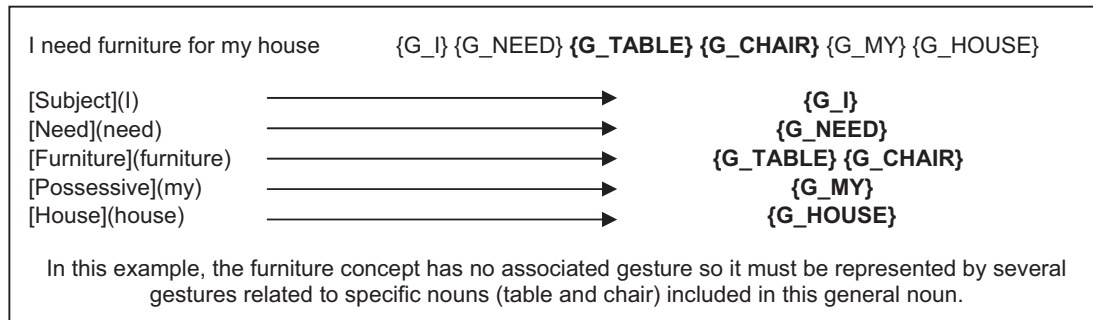 I need furniture for my house {G_I} {G_NEED} {G_TABLE} {G_CHAIR} {G_MY} {G_HOUSE}
[Subject](I) {G_I}
[Need](need) {G_NEED}
[Furniture](furniture) {G_TABLE} {G_CHAIR}
[Possessive](my) {G_MY}
[House](house) {G_HOUSE}
In this example, the furniture concept has no associated gesture so it must be represented by several
gestures related to specific nouns (table and chair) included in this general noun.